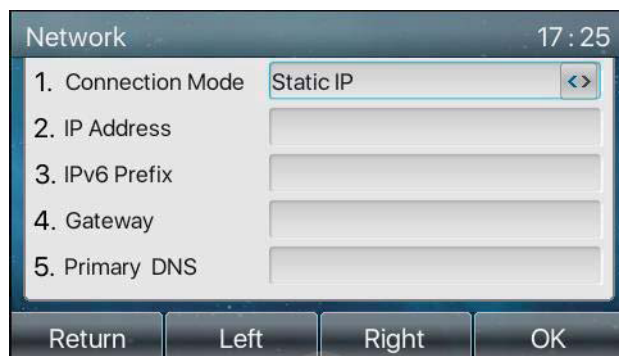 Network 17:25
1. Connection Mode Static IP <>
2. IP Address
3. IPv6 Prefix
4. Gateway
5. Primary DNS
Return Left Right OK